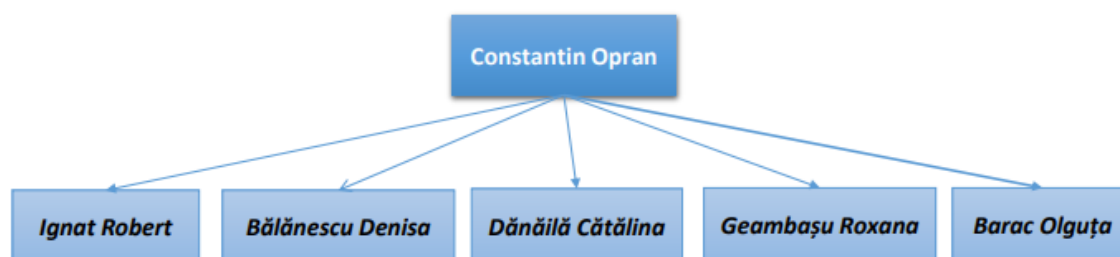 Constantin Opran
Ignat Robert
Bălănescu Denisa
Dănăilă Cătălina
Geambașu Roxana
Barac Olguța